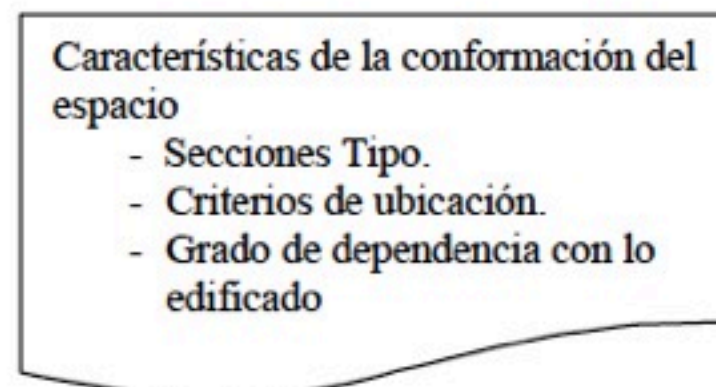 Características de la conformación del
espacio
- Secciones Tipo.
- Criterios de ubicación.
- Grado de dependencia con lo
edificado